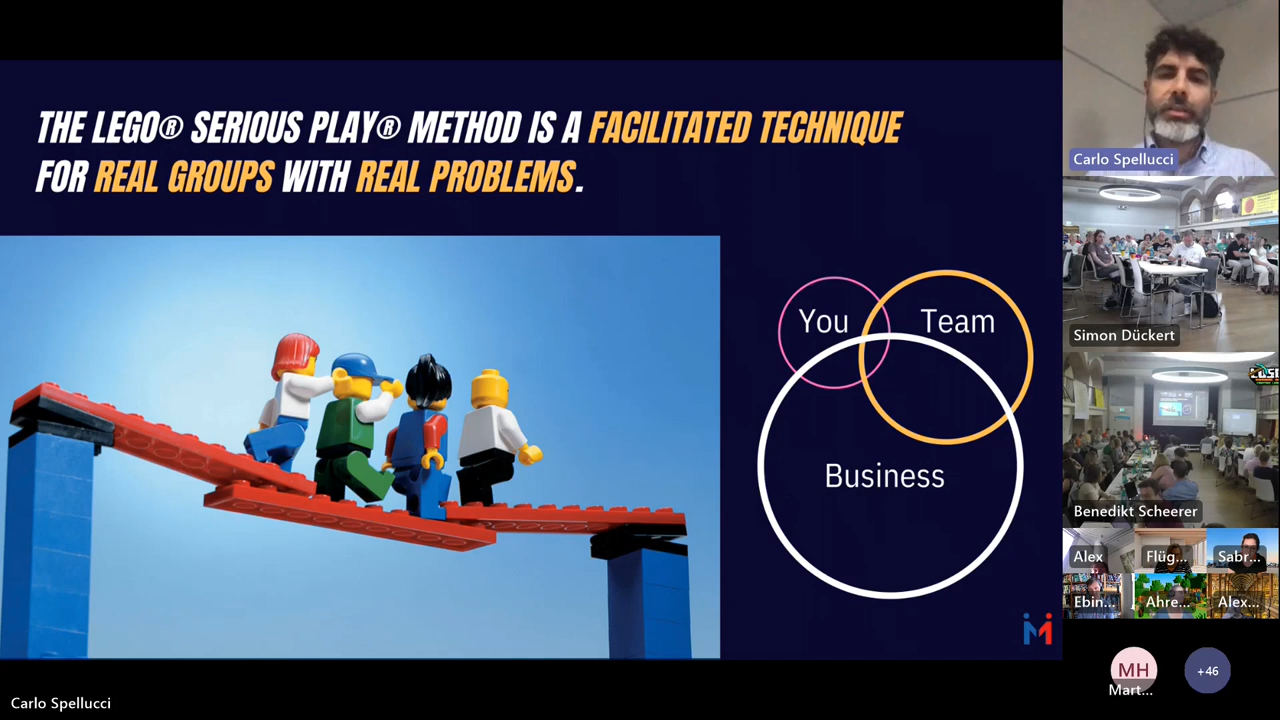 THE LEGO® SERIOUS PLAY® METHOD IS A FACILITATED TECHNIQUE
FOR REAL GROUPS WITH REAL PROBLEMS.
You
Team
Business
Carlo Spellucci
Carlo Spellucci
Simon Dückert
Benedikt Scheerer
Alex
Flüg...
Sabr...
Ebin...
Ahre...
Alex...
MH
Mart...
+46